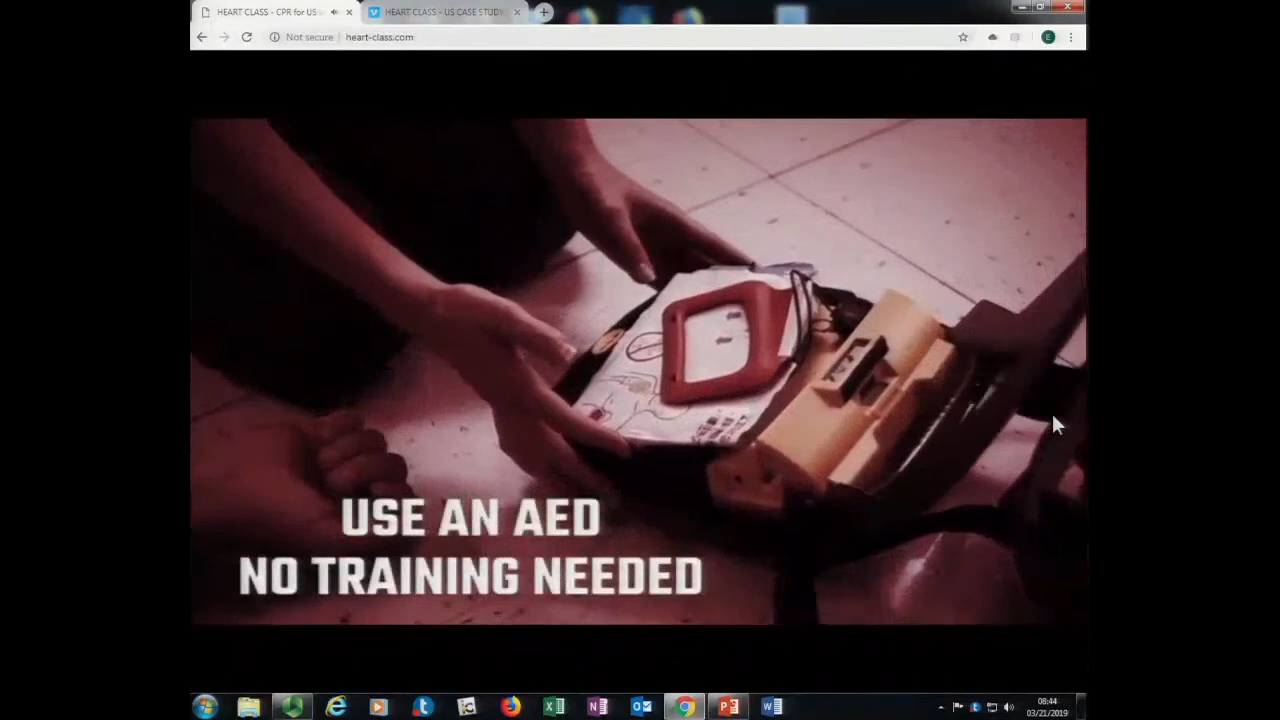 HEART CLASS - CPR for US
HEART CLASS - US CASE STUDY
Not secure
heart-class.com
E
USE AN AED
NO TRAINING NEEDED
08:44
03/21/2019